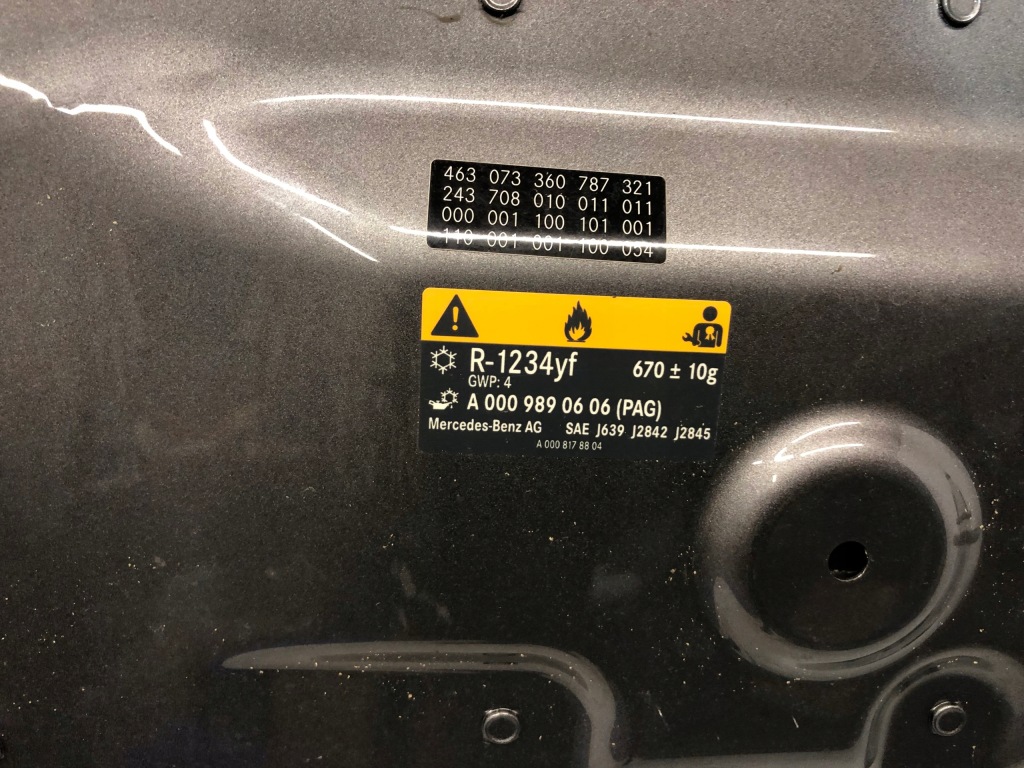 463 073 360 787 321
243 708 010 011 011
000 001 100 101 001
110 001 001 100 054
R-1234yf 670 ± 10g
GWP: 4
A 000 989 06 06 (PAG)
Mercedes-Benz AG SAE J639 J2842 J2845
A 000 817 88 04